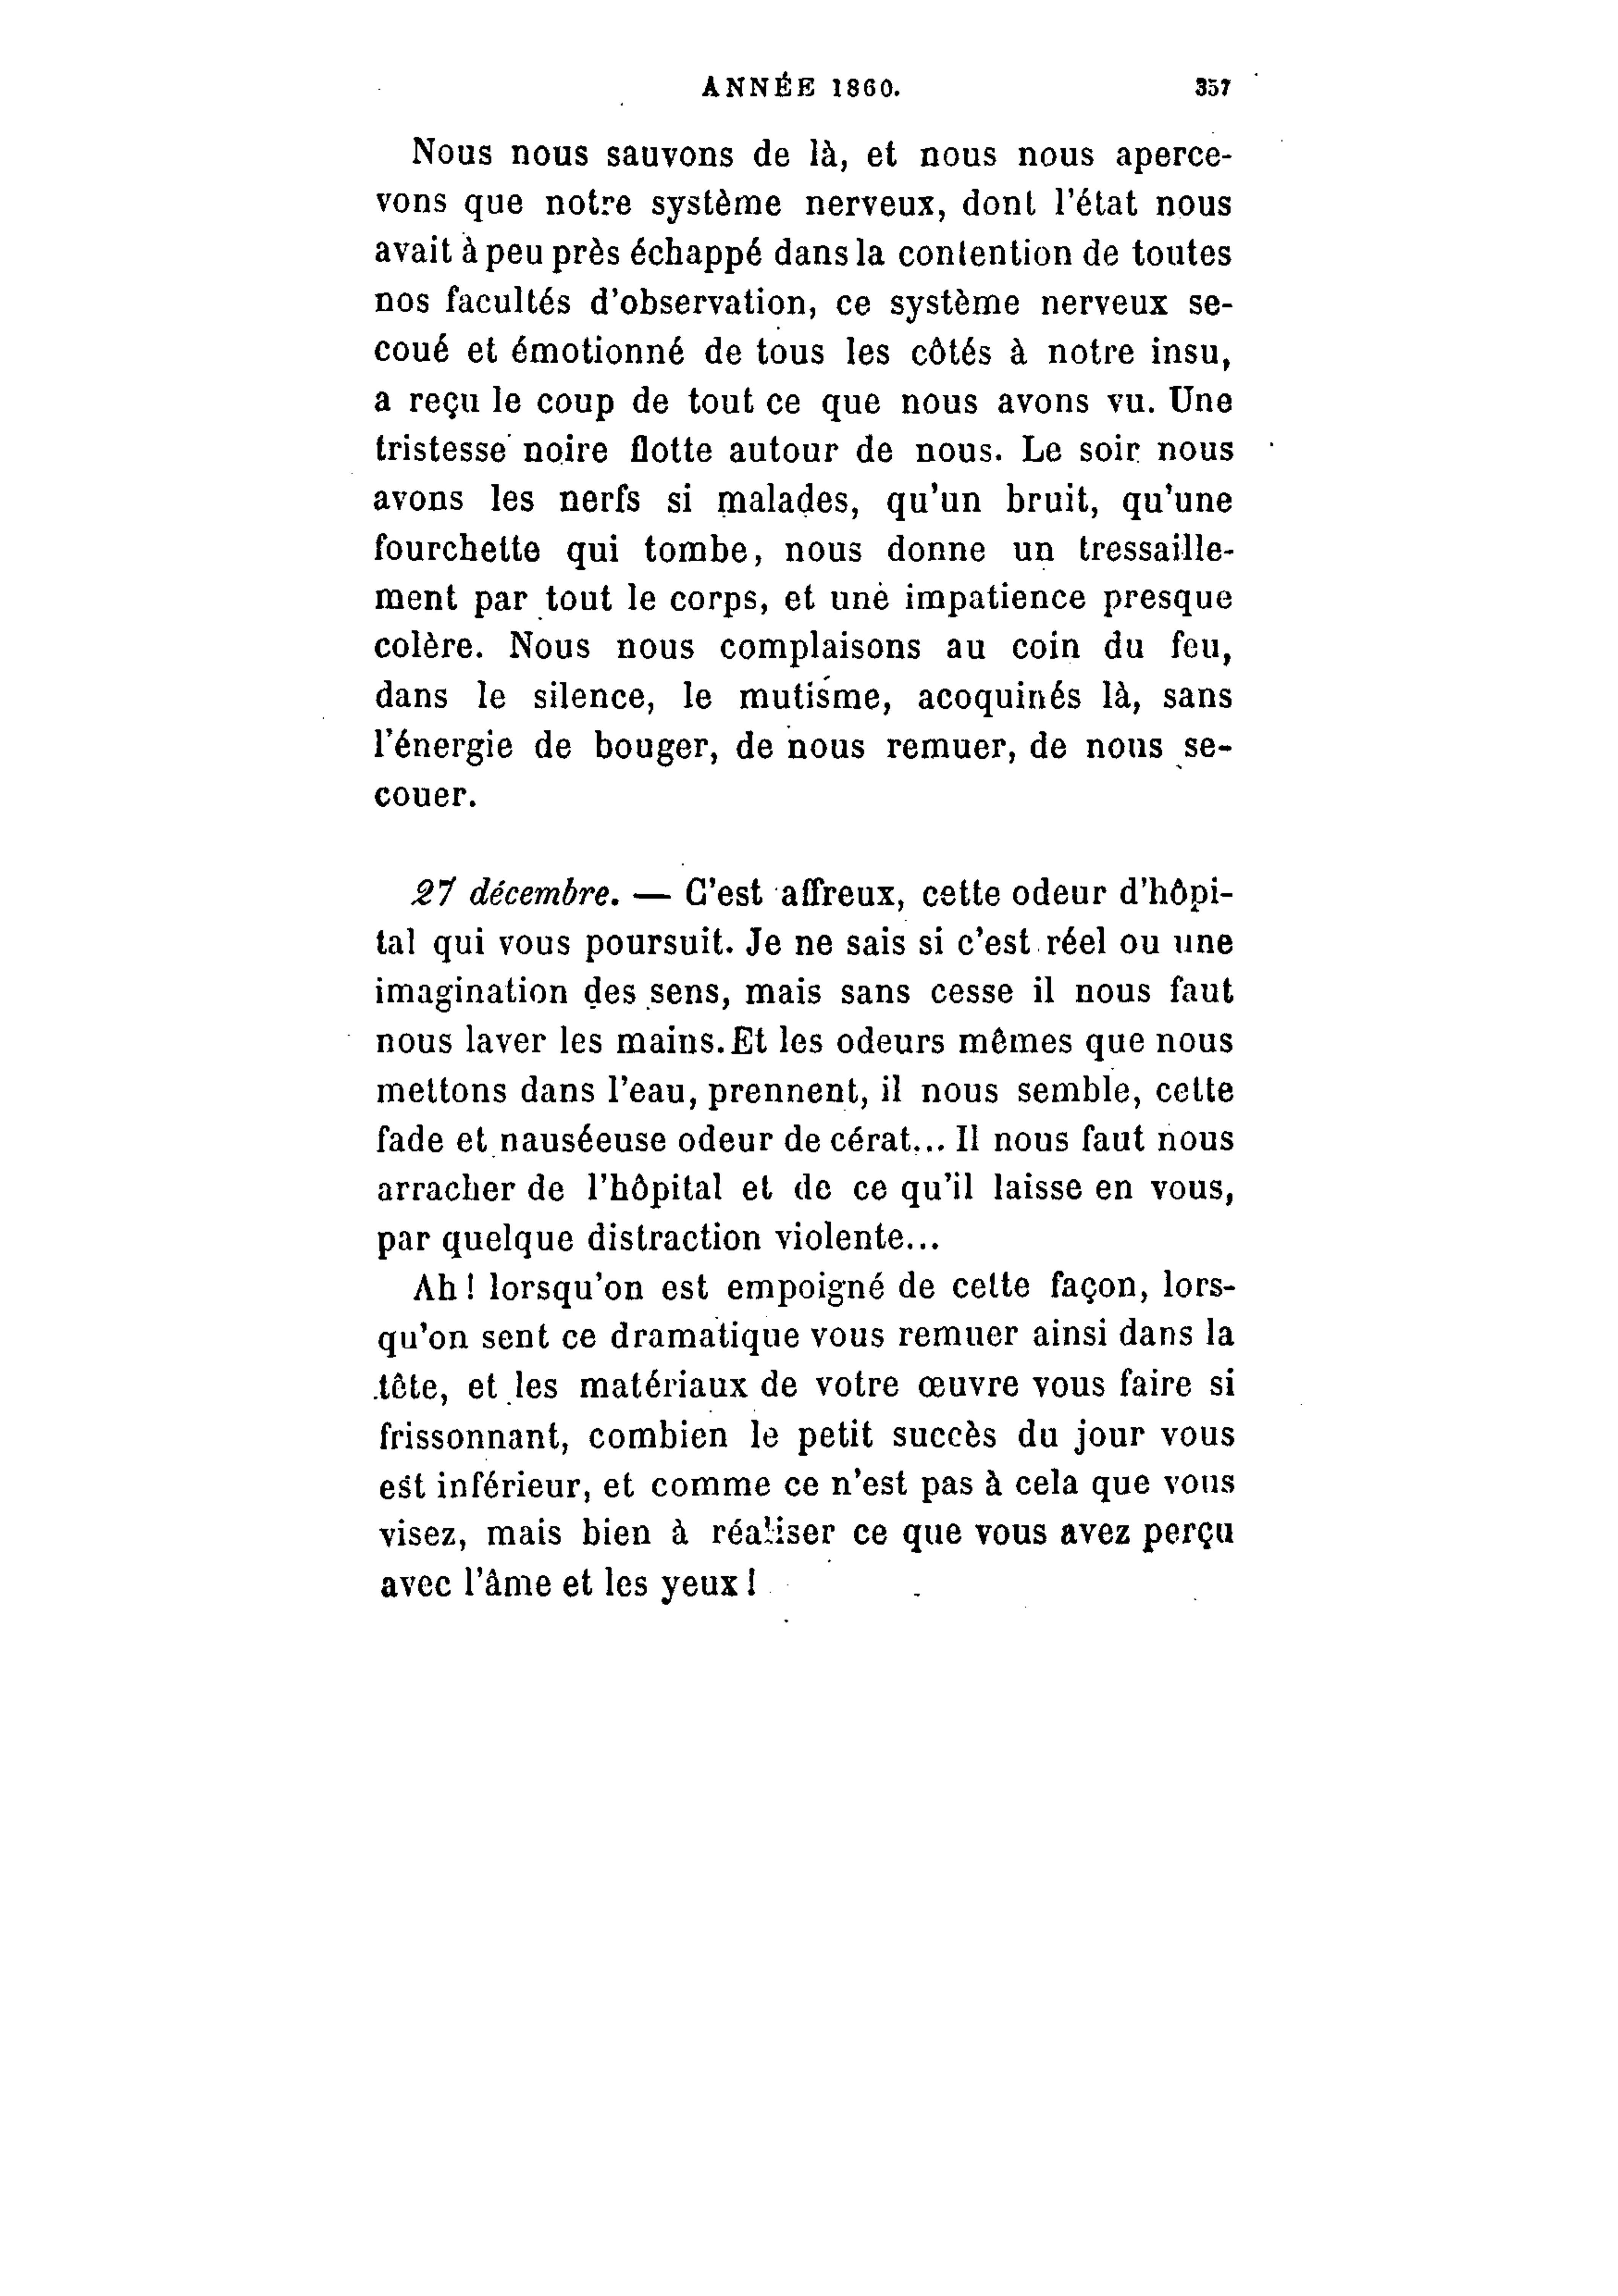 ANNÉE 1860. 357
Nous nous sauvons de là, et nous nous aperce-
vons que notre système nerveux, dont l'état nous
avait à peu près échappé dans la contention de toutes
nos facultés d'observation, ce système nerveux se-
coué et émotionné de tous les côtés à notre insu,
a reçu le coup de tout ce que nous avons vu. Une
tristesse noire flotte autour de nous. Le soir nous
avons les nerfs si malades, qu'un bruit, qu'une
fourchette qui tombe, nous donne un tressaille-
ment par tout le corps, et une impatience presque
colère. Nous nous complaisons au coin du feu,
dans le silence, le mutisme, acoquinés là, sans
l'énergie de bouger, de nous remuer, de nous se-
couer.
27 décembre. — C'est affreux, cette odeur d'hôpi-
tal qui vous poursuit. Je ne sais si c'est réel ou une
imagination des sens, mais sans cesse il nous faut
nous laver les mains. Et les odeurs mêmes que nous
mettons dans l'eau, prennent, il nous semble, cette
fade et nauséeuse odeur de cérat... Il nous faut nous
arracher de l'hôpital et de ce qu'il laisse en vous,
par quelque distraction violente...
Ah ! lorsqu'on est empoigné de cette façon, lors-
qu'on sent ce dramatique vous remuer ainsi dans la
tête, et les matériaux de votre œuvre vous faire si
frissonnant, combien le petit succès du jour vous
est inférieur, et comme ce n'est pas à cela que vous
visez, mais bien à réaliser ce que vous avez perçu
avec l'âme et les yeux !